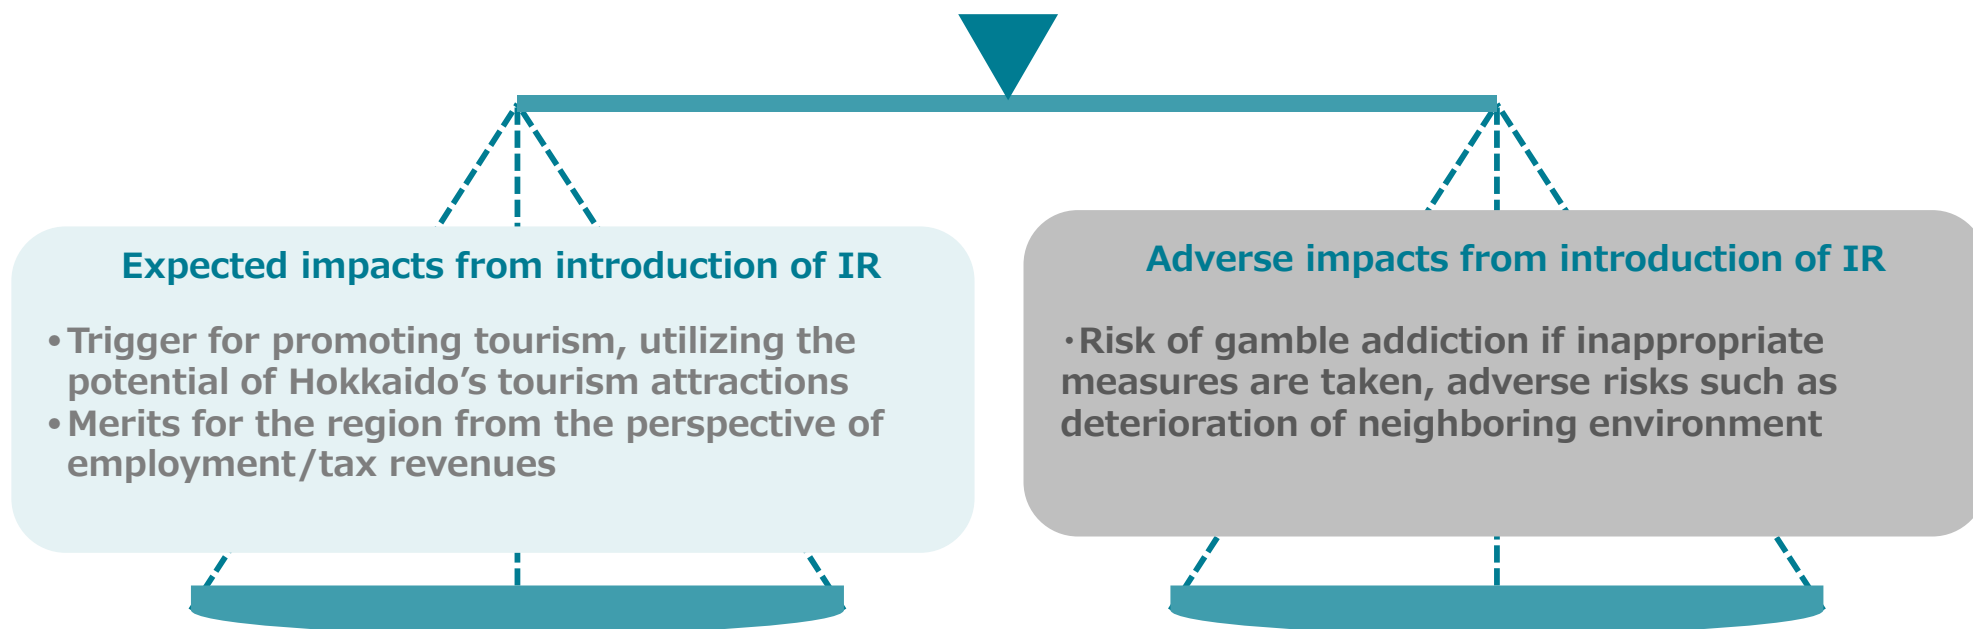 Expected impacts from introduction of IR
•Trigger for promoting tourism, utilizing the
potential of Hokkaido’s tourism attractions
•Merits for the region from the perspective of
employment/tax revenues
Adverse impacts from introduction of IR
・Risk of gamble addiction if inappropriate
measures are taken, adverse risks such as
deterioration of neighboring environment